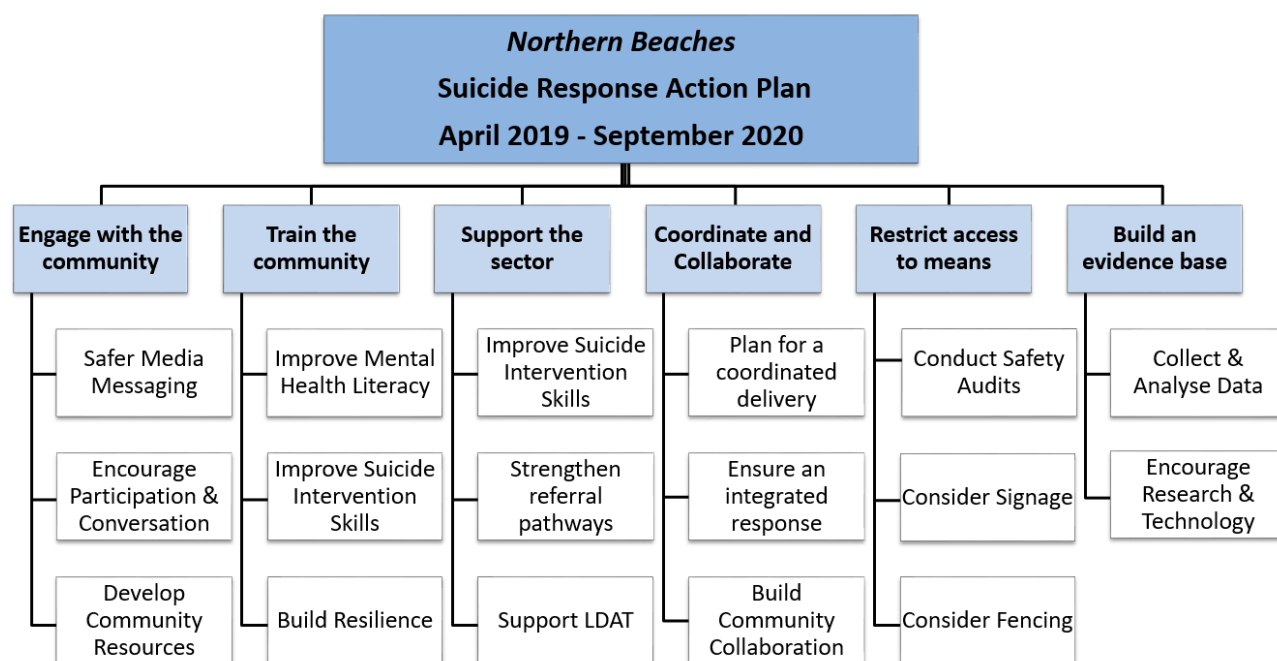 Northern Beaches
Suicide Response Action Plan
April 2019 - September 2020
Engage with the
community
Safer Media
Messaging
Encourage
Participation &
Conversation
Develop
Community
Resources
Train the
community
Improve Mental
Health Literacy
Improve Suicide
Intervention
Skills
Build Resilience
Support the
sector
Improve Suicide
Intervention
Skills
Strengthen
referral
pathways
Support LDAT
Coordinate and
Collaborate
Plan for a
coordinated
delivery
Ensure an
integrated
response
Build
Community
Collaboration
Restrict access
to means
Conduct Safety
Audits
Consider Signage
Consider Fencing
Build an
evidence base
Collect &
Analyse Data
Encourage
Research &
Technology